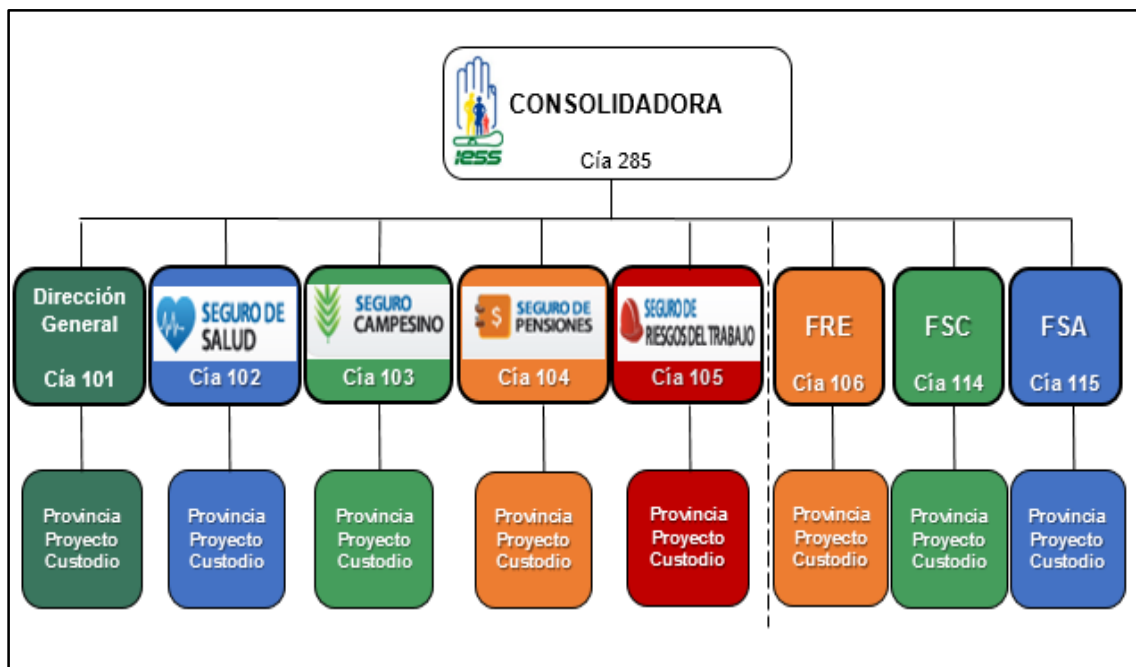 CONSOLIDADORA
iess
Cía 285
Dirección
General
Cía 101
SEGURO DE
SALUD
Cía 102
SEGURO
CAMPESINO
Cía 103
SEGURO DE
PENSIONES
Cía 104
SEGURO DE
RIESGOS DEL TRABAJO
Cía 105
FRE
Cía 106
FSC
Cía 114
FSA
Cía 115
Provincia
Proyecto
Custodio
Provincia
Proyecto
Custodio
Provincia
Proyecto
Custodio
Provincia
Proyecto
Custodio
Provincia
Proyecto
Custodio
Provincia
Proyecto
Custodio
Provincia
Proyecto
Custodio
Provincia
Proyecto
Custodio